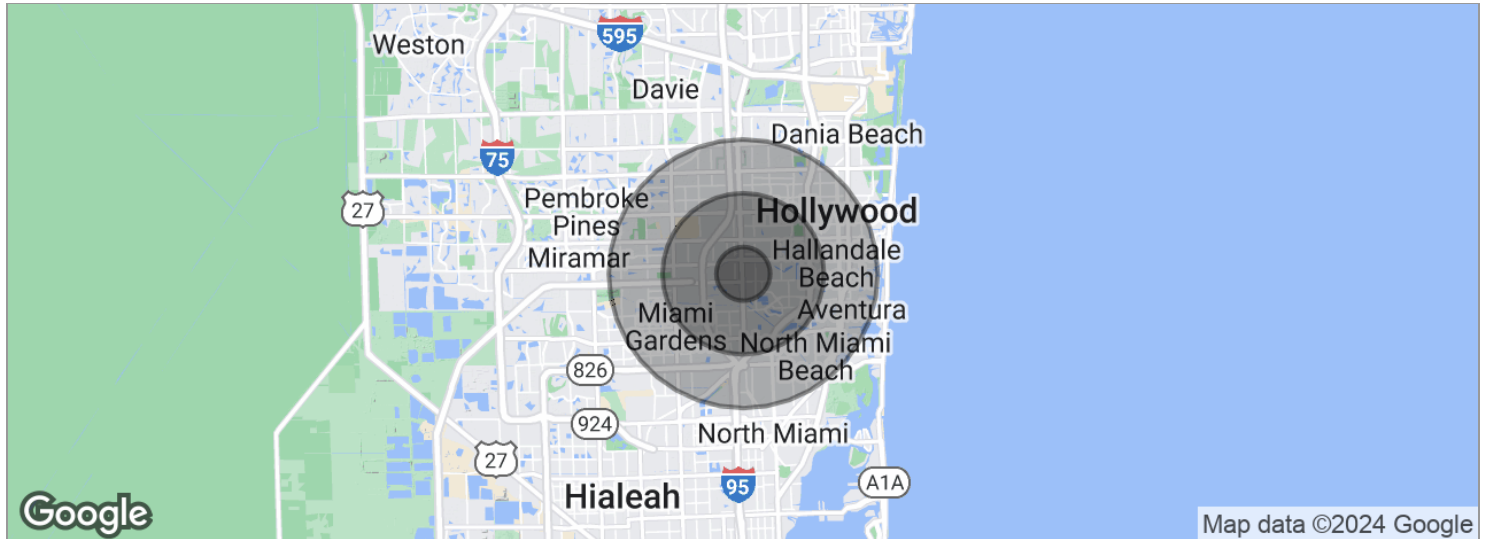 Weston
595
Davie
Dania Beach
75
27
Pembroke
Pines
Hollywood
Miramar
Hallandale
Beach
Miami
Gardens
Aventura
North Miami
Beach
826
924
North Miami
27
Hialeah
95
A1A
Google
Map data ©2024 Google